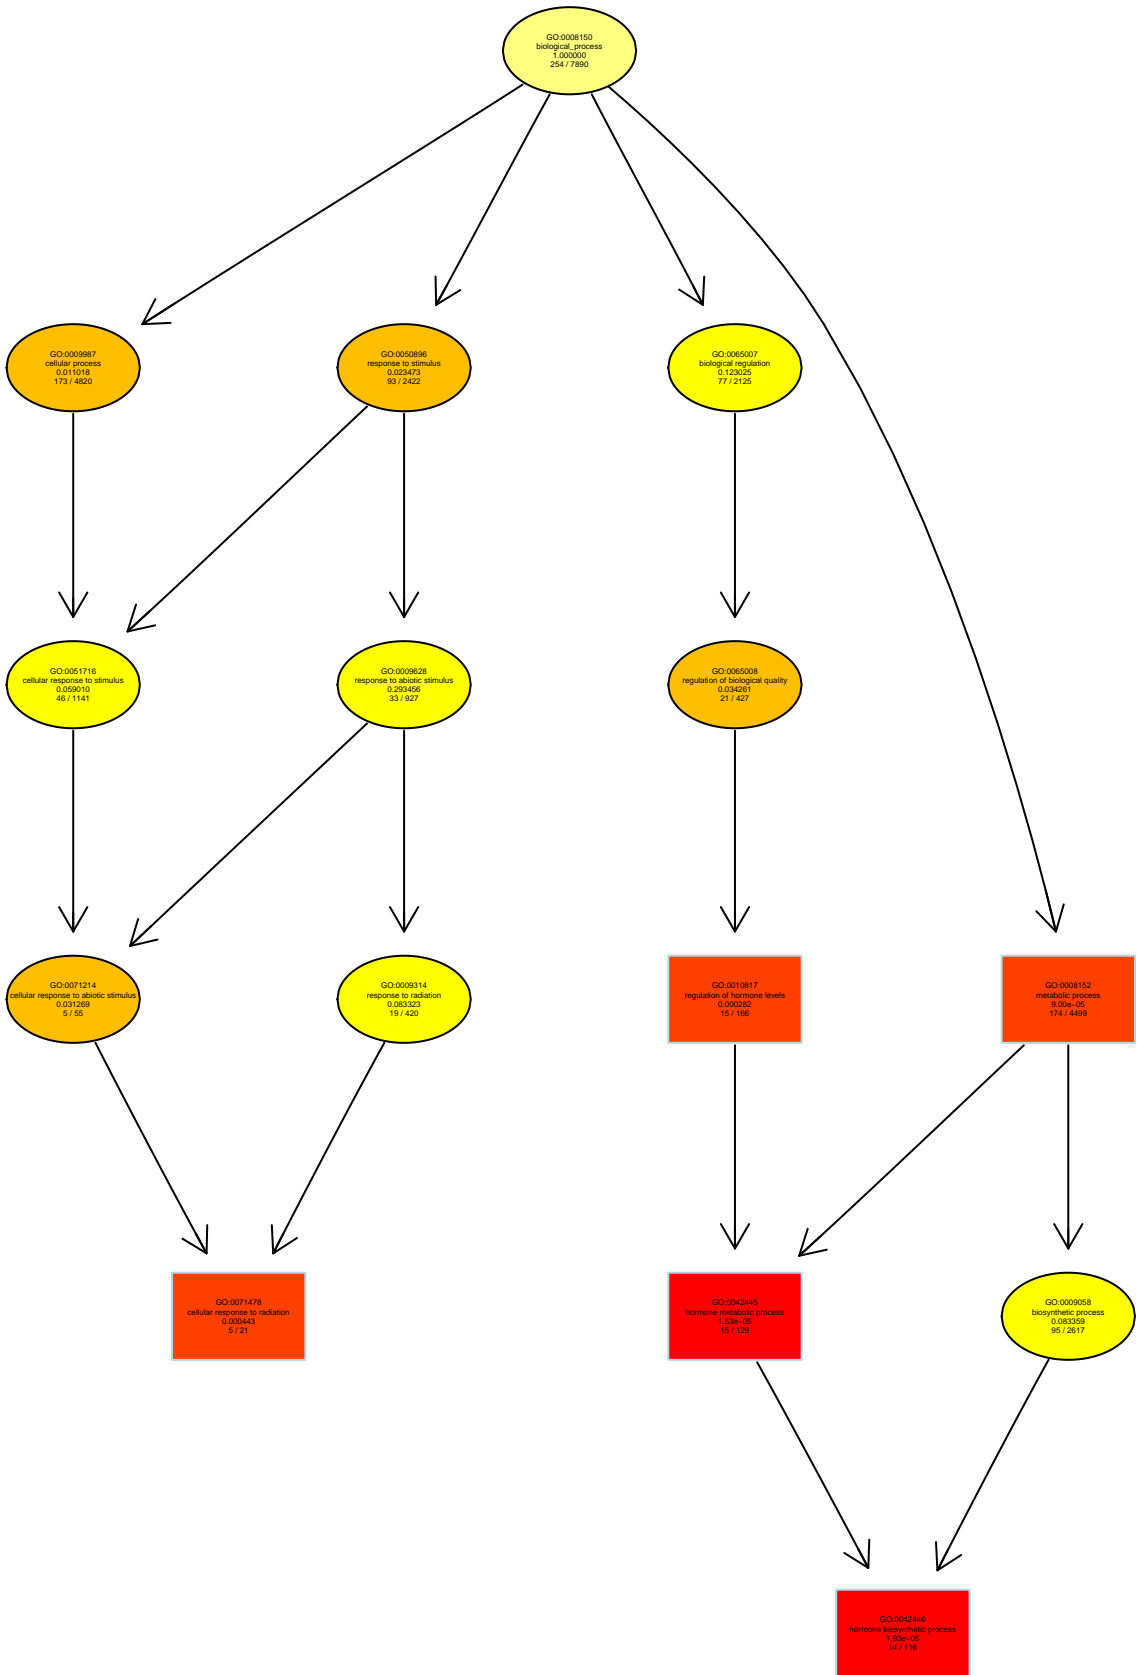 GO:0008150
biological_process
1.000000
254 / 7890
GO:0009987
cellular process
0.011018
173 / 4820
GO:0050896
response to stimulus
0.023473
93 / 2422
GO:0065007
biological regulation
0.123025
77 / 2125
GO:0051716
cellular response to stimulus
0.059010
46 / 1141
GO:0009628
response to abiotic stimulus
0.293456
33 / 927
GO:0065008
regulation of biological quality
0.034261
21 / 427
GO:0071214
cellular response to abiotic stimulus
0.031269
5 / 55
GO:0009314
response to radiation
0.083323
19 / 420
GO:0010817
regulation of hormone levels
0.000282
15 / 166
GO:0008152
metabolic process
9.00e−05
174 / 4499
GO:0071478
cellular response to radiation
0.000443
5 / 21
GO:0042445
hormone metabolic process
1.53e−05
15 / 129
GO:0009058
biosynthetic process
0.083359
95 / 2617
GO:0042446
hormone biosynthetic process
1.93e−05
14 / 116